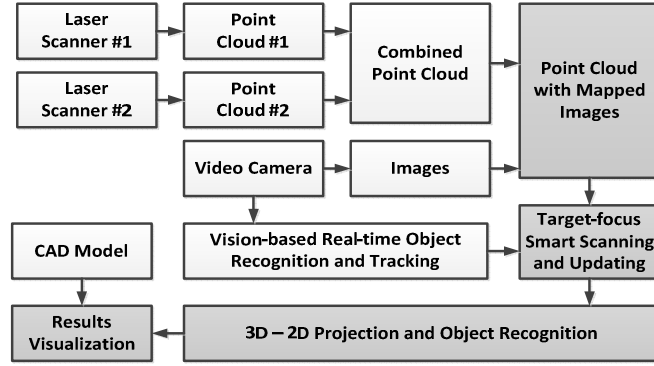 Laser
Scanner #1
Point
Cloud #1
Combined
Point Cloud
Point Cloud
with Mapped
Images
Laser
Scanner #2
Point
Cloud #2
Video Camera
Images
CAD Model
Vision-based Real-time Object
Recognition and Tracking
Target-focus
Smart Scanning
and Updating
Results
Visualization
3D – 2D Projection and Object Recognition